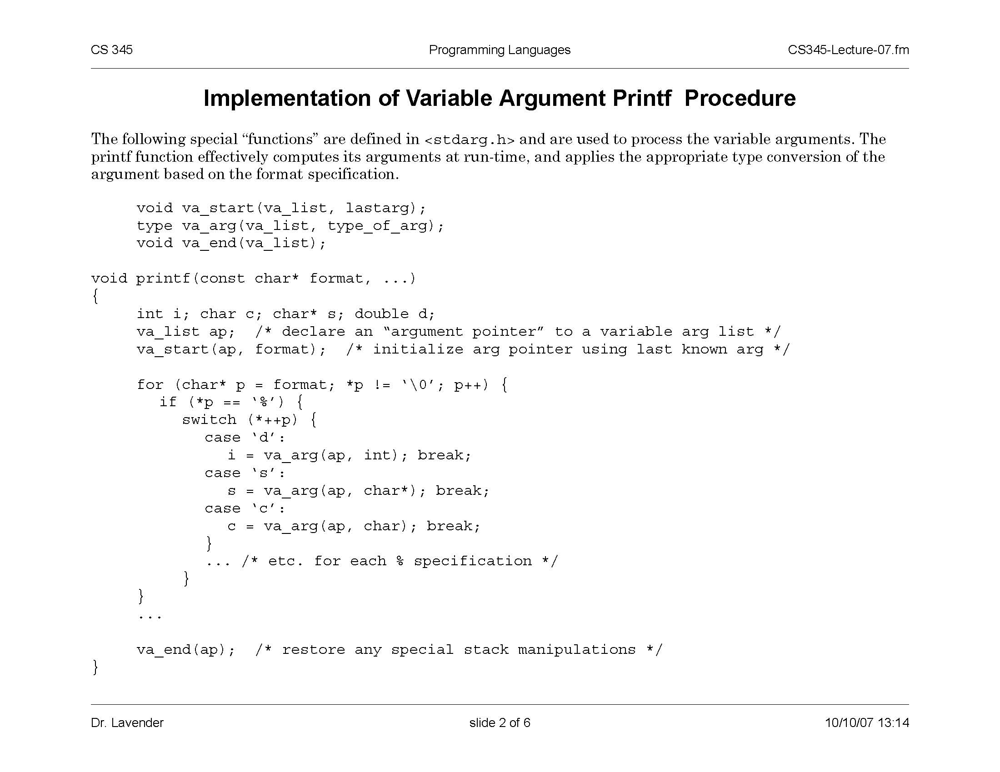 CS 345
Programming Languages
CS345-Lecture-07.fm
Implementation of Variable Argument Printf  Procedure
The following special “functions” are defined in <stdarg.h> and are used to process the variable arguments. The
printf function effectively computes its arguments at run-time, and applies the appropriate type conversion of the
argument based on the format specification.
void va_start(va_list, lastarg);
type va_arg(va_list, type_of_arg);
void va_end(va_list);
void printf(const char* format, ...)
{
int i; char c; char* s; double d;
va_list ap;  /* declare an “argument pointer” to a variable arg list */
va_start(ap, format);  /* initialize arg pointer using last known arg */
for (char* p = format; *p != ‘\0’; p++) {
if (*p == ‘%’) {
switch (*++p) {
case ‘d’:
i = va_arg(ap, int); break;
case ‘s’:
s = va_arg(ap, char*); break;
case ‘c’:
c = va_arg(ap, char); break;
}
... /* etc. for each % specification */
}
}
...
va_end(ap);  /* restore any special stack manipulations */
}
Dr. Lavender
slide 2 of 6
10/10/07 13:14